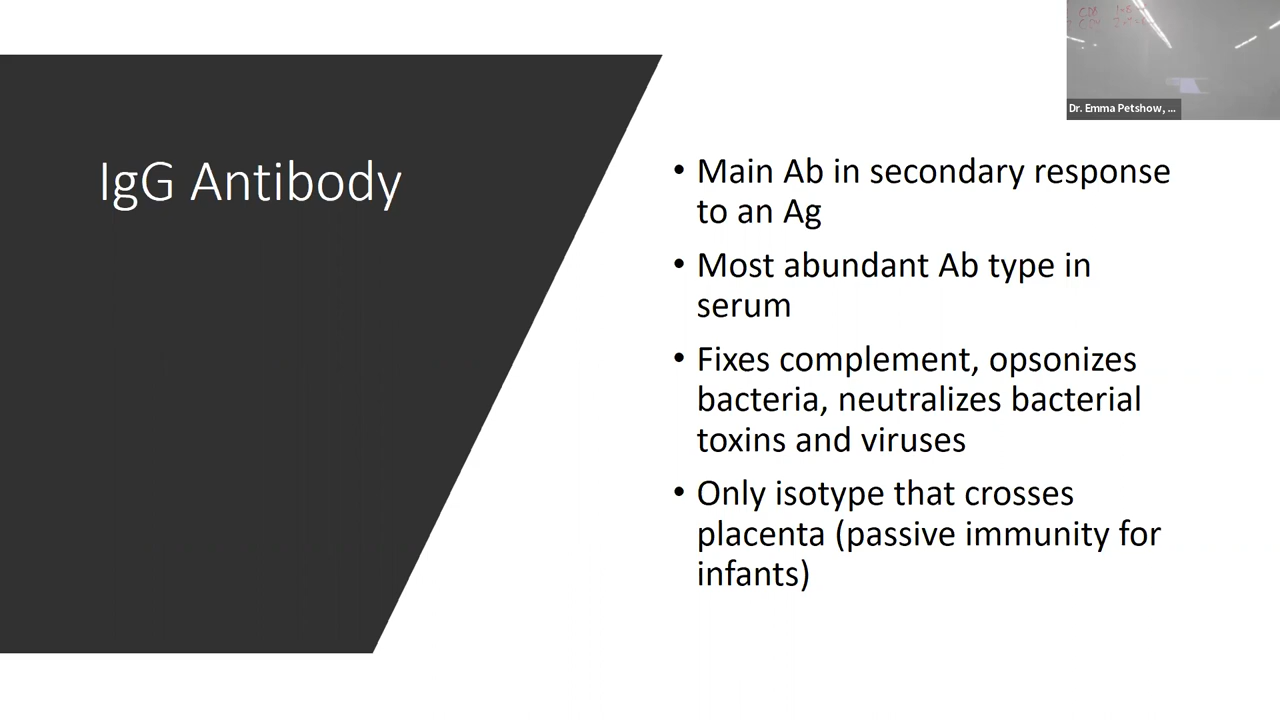 Dr. Emma Petshow, ...
IgG Antibody
• Main Ab in secondary response
to an Ag
• Most abundant Ab type in
serum
• Fixes complement, opsonizes
bacteria, neutralizes bacterial
toxins and viruses
• Only isotype that crosses
placenta (passive immunity for
infants)